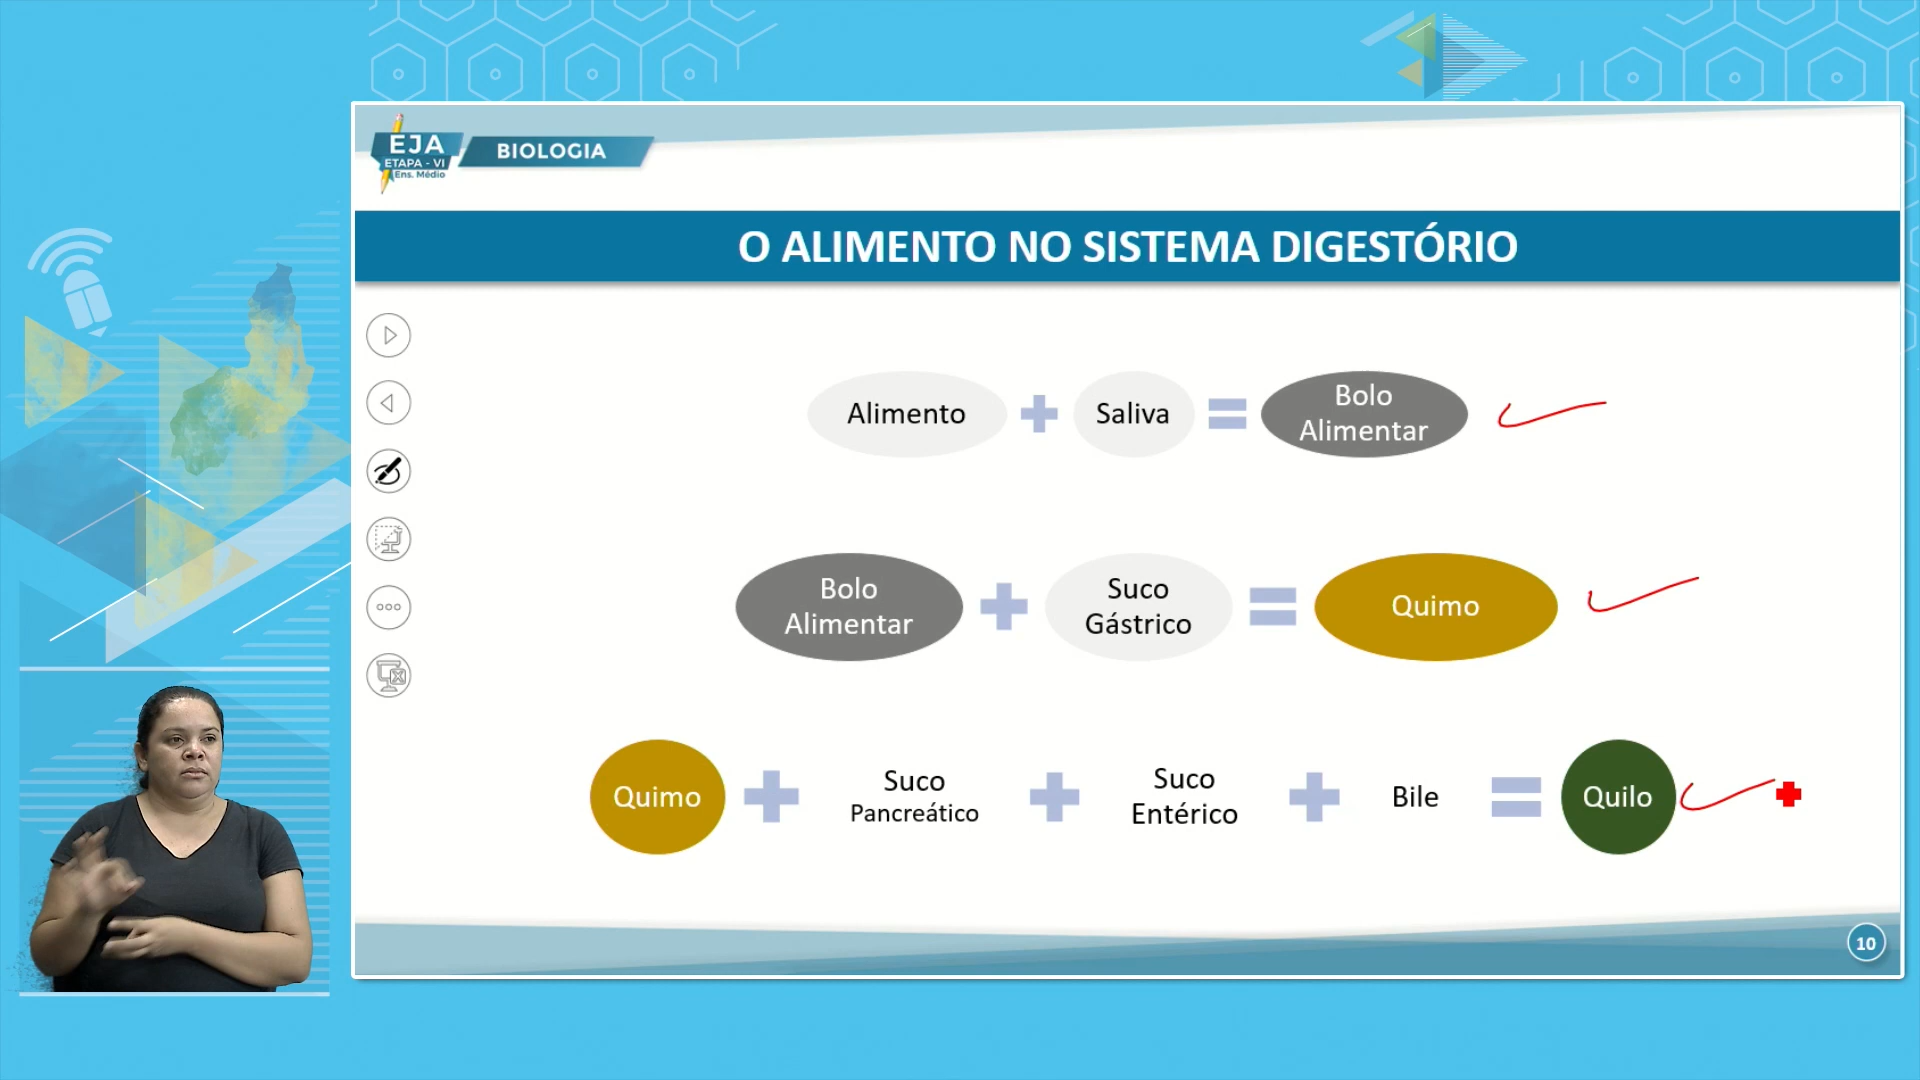 EJA
ETAPA - VI
Ens. Médio
BIOLOGIA
O ALIMENTO NO SISTEMA DIGESTÓRIO
Alimento + Saliva = Bolo Alimentar
Bolo Alimentar + Suco Gástrico = Quimo
Quimo + Suco Pancreático + Suco Entérico + Bile = Quilo
10